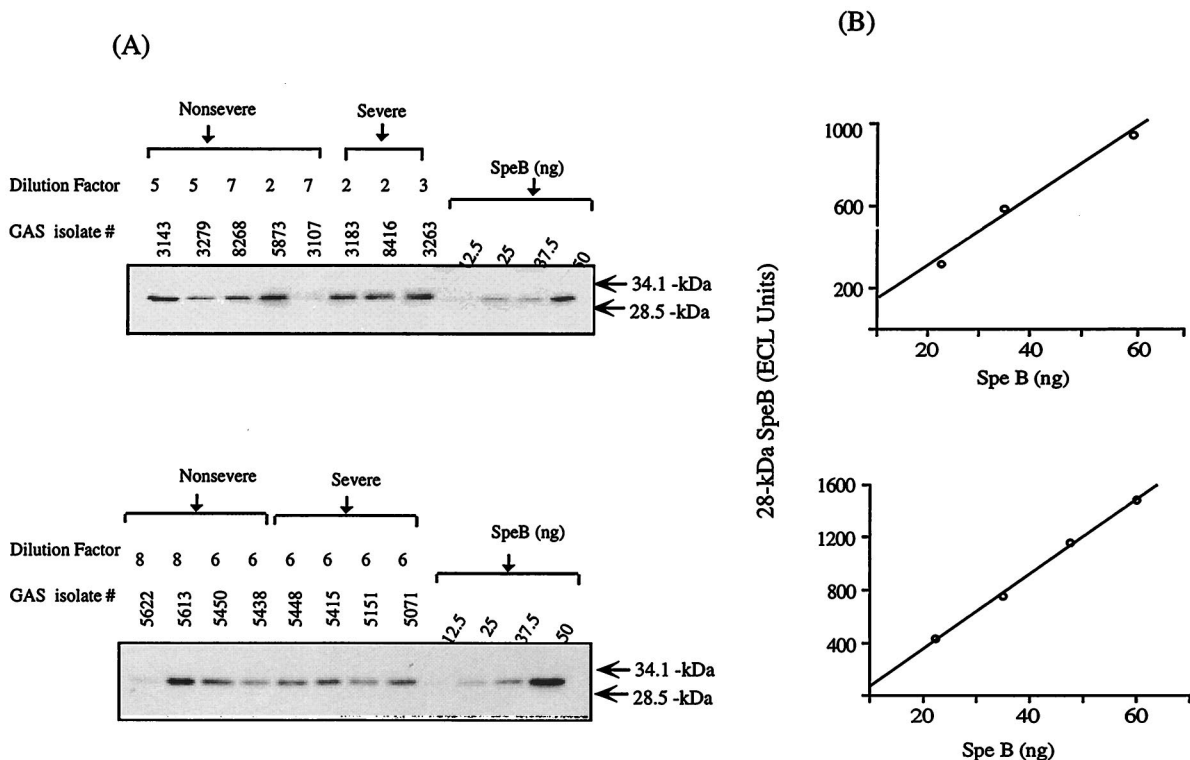 (A)
Nonsevere Severe
SpeB (ng)
Dilution Factor 5 5 7 2 7 2 2 3
GAS isolate # 3143 3279 8268 5873 3107 3183 8416 3263 12.5 25 37.5 50
34.1 -kDa
28.5 -kDa
Nonsevere Severe
SpeB (ng)
Dilution Factor 8 8 6 6 6 6 6 6
GAS isolate # 5622 5613 5450 5438 5448 5415 5151 5071 12.5 25 37.5 50
34.1 -kDa
28.5 -kDa
(B)
28-kDa SpeB (ECL Units)
1000
600
200
20 40 60
Spe B (ng)
1600
1200
800
400
20 40 60
Spe B (ng)